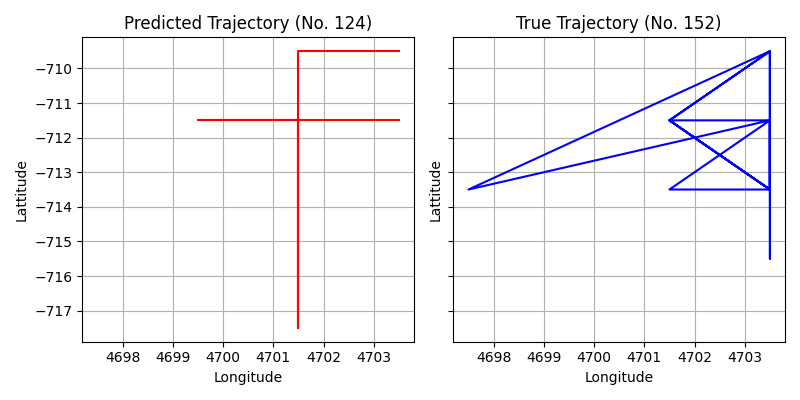 Predicted Trajectory (No. 124)
True Trajectory (No. 152)
−710
−711
−712
−713
−714
−715
−716
−717
Lattitude
Lattitude
4698 4699 4700 4701 4702 4703
4698 4699 4700 4701 4702 4703
Longitude
Longitude